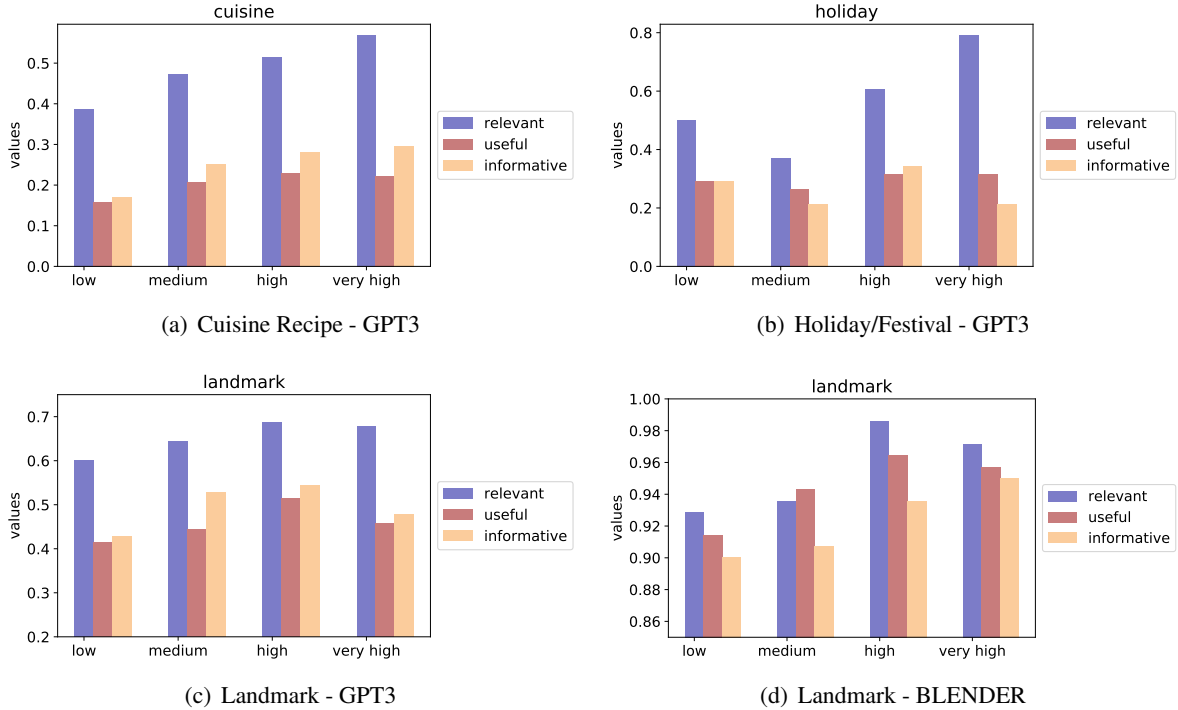 cuisine
values
0.5
0.4
0.3
0.2
0.1
0.0
low medium high very high
relevant
useful
informative
(a) Cuisine Recipe - GPT3
holiday
values
0.8
0.6
0.4
0.2
0.0
low medium high very high
relevant
useful
informative
(b) Holiday/Festival - GPT3
landmark
values
0.7
0.6
0.5
0.4
0.3
0.2
low medium high very high
relevant
useful
informative
(c) Landmark - GPT3
landmark
values
1.00
0.98
0.96
0.94
0.92
0.90
0.88
0.86
low medium high very high
relevant
useful
informative
(d) Landmark - BLENDER